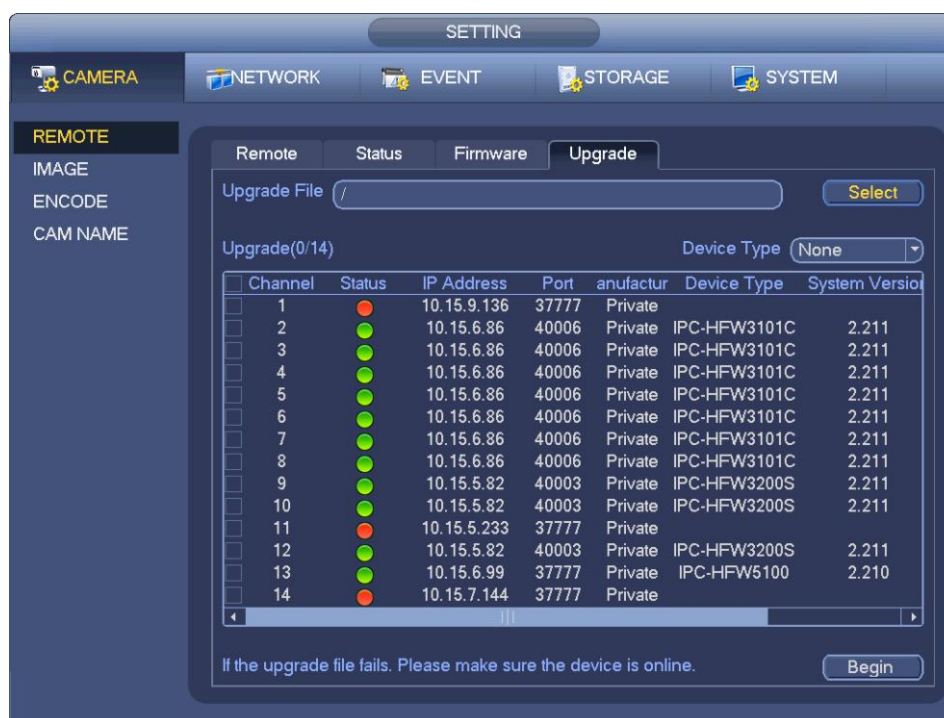 SETTING
CAMERA NETWORK EVENT STORAGE SYSTEM
REMOTE
IMAGE
ENCODE
CAM NAME
Remote Status Firmware Upgrade
Upgrade File / Select
Upgrade(0/14) Device Type None
Channel Status IP Address Port anufactur Device Type System Version
1 10.15.9.136 37777 Private
2 10.15.6.86 40006 Private IPC-HFW3101C 2.211
3 10.15.6.86 40006 Private IPC-HFW3101C 2.211
4 10.15.6.86 40006 Private IPC-HFW3101C 2.211
5 10.15.6.86 40006 Private IPC-HFW3101C 2.211
6 10.15.6.86 40006 Private IPC-HFW3101C 2.211
7 10.15.6.86 40006 Private IPC-HFW3101C 2.211
8 10.15.6.86 40006 Private IPC-HFW3101C 2.211
9 10.15.5.82 40003 Private IPC-HFW3200S 2.211
10 10.15.5.82 40003 Private IPC-HFW3200S 2.211
11 10.15.5.233 37777 Private
12 10.15.5.82 40003 Private IPC-HFW3200S 2.211
13 10.15.6.99 37777 Private IPC-HFW5100 2.210
14 10.15.7.144 37777 Private
If the upgrade file fails. Please make sure the device is online. Begin